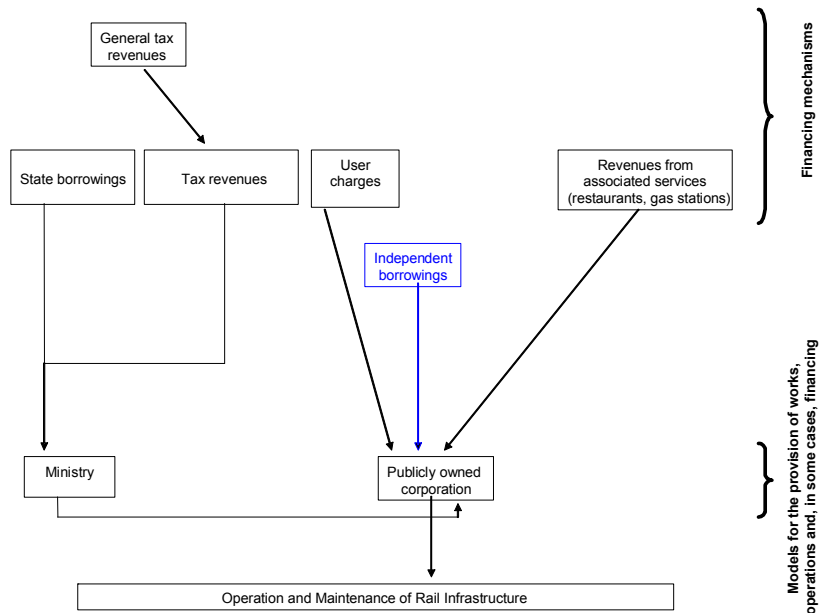 General tax
revenues
Financing mechanisms
State borrowings
Tax revenues
User
charges
Revenues from
associated services
(restaurants, gas stations)
Independent
borrowings
Models for the provision of works,
operations and, in some cases, financing
Ministry
Publicly owned
corporation
Operation and Maintenance of Rail Infrastructure